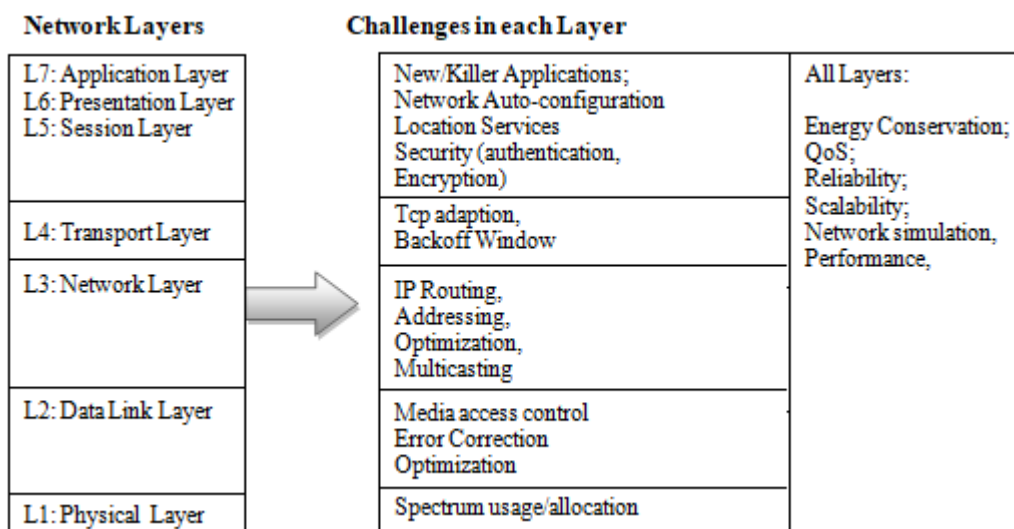 Network Layers
Challenges in each Layer
L7: Application Layer
L6: Presentation Layer
L5: Session Layer
L4: Transport Layer
L3: Network Layer
L2: Data Link Layer
L1: Physical Layer
New/Killer Applications;
Network Auto-configuration
Location Services
Security (authentication,
Encryption)
Tcp adaption,
Backoff Window
IP Routing,
Addressing,
Optimization,
Multicasting
Media access control
Error Correction
Optimization
Spectrum usage/allocation
All Layers:
Energy Conservation;
QoS;
Reliability;
Scalability;
Network simulation,
Performance,